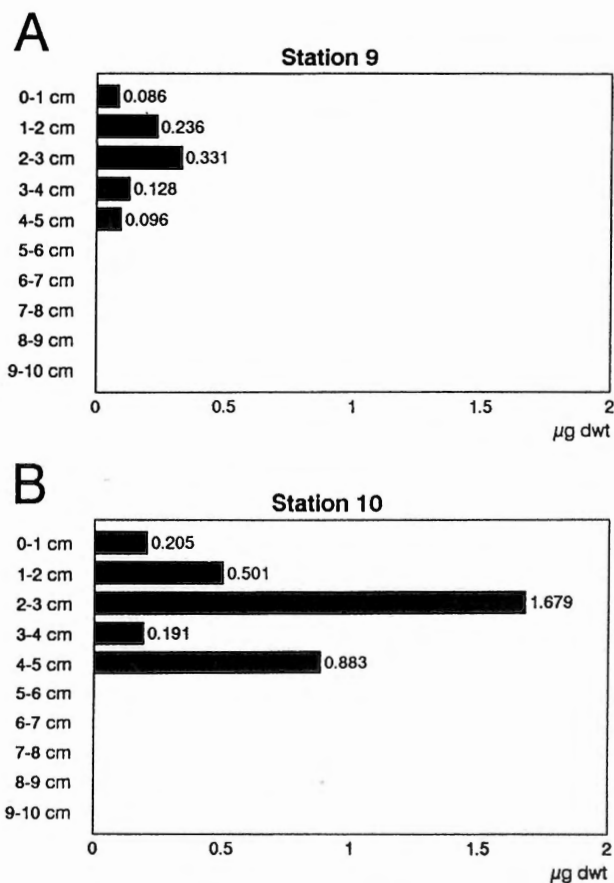 A
Station 9
0-1 cm 0.086
1-2 cm 0.236
2-3 cm 0.331
3-4 cm 0.128
4-5 cm 0.096
5-6 cm
6-7 cm
7-8 cm
8-9 cm
9-10 cm
0 0.5 1 1.5 2
µg dwt
B
Station 10
0-1 cm 0.205
1-2 cm 0.501
2-3 cm 1.679
3-4 cm 0.191
4-5 cm 0.883
5-6 cm
6-7 cm
7-8 cm
8-9 cm
9-10 cm
0 0.5 1 1.5 2
µg dwt